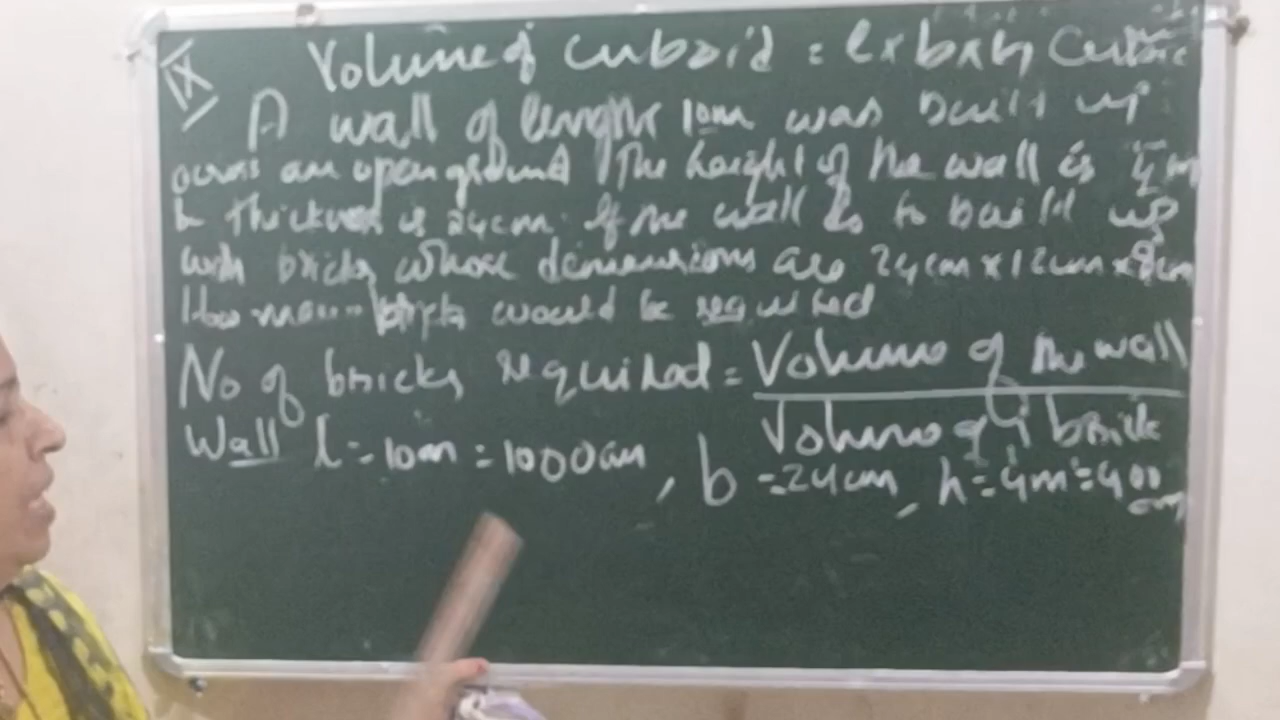 IX Volume of cuboid = l x b x h Cubic
A wall of length 10m was built up
across an open ground The height of the wall is 4m
& Thickness is 24cm. If the wall is to built up
with bricks whose dimensions are 24cm x 12cm x 8cm
How many bricks would be required
No of bricks required = Volume of the wall
Volume of 1 brick
Wall l = 10m = 1000cm, b = 24cm, h = 4m = 400
cm